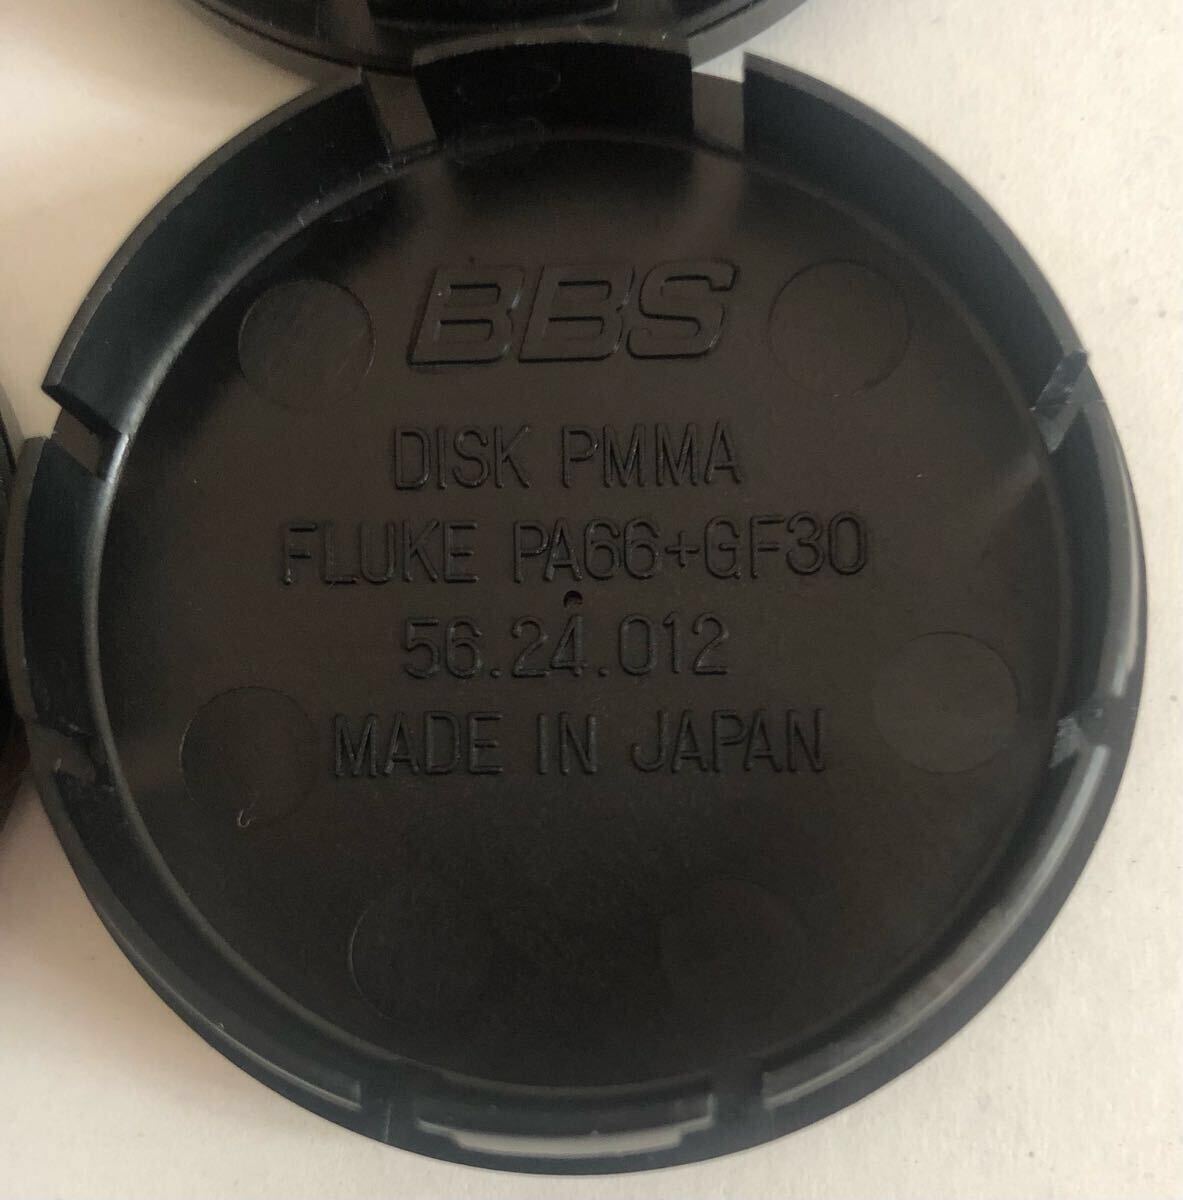 BBS
DISK PMMA
FLUKE PA66+GF30
56.24.012
MADE IN JAPAN